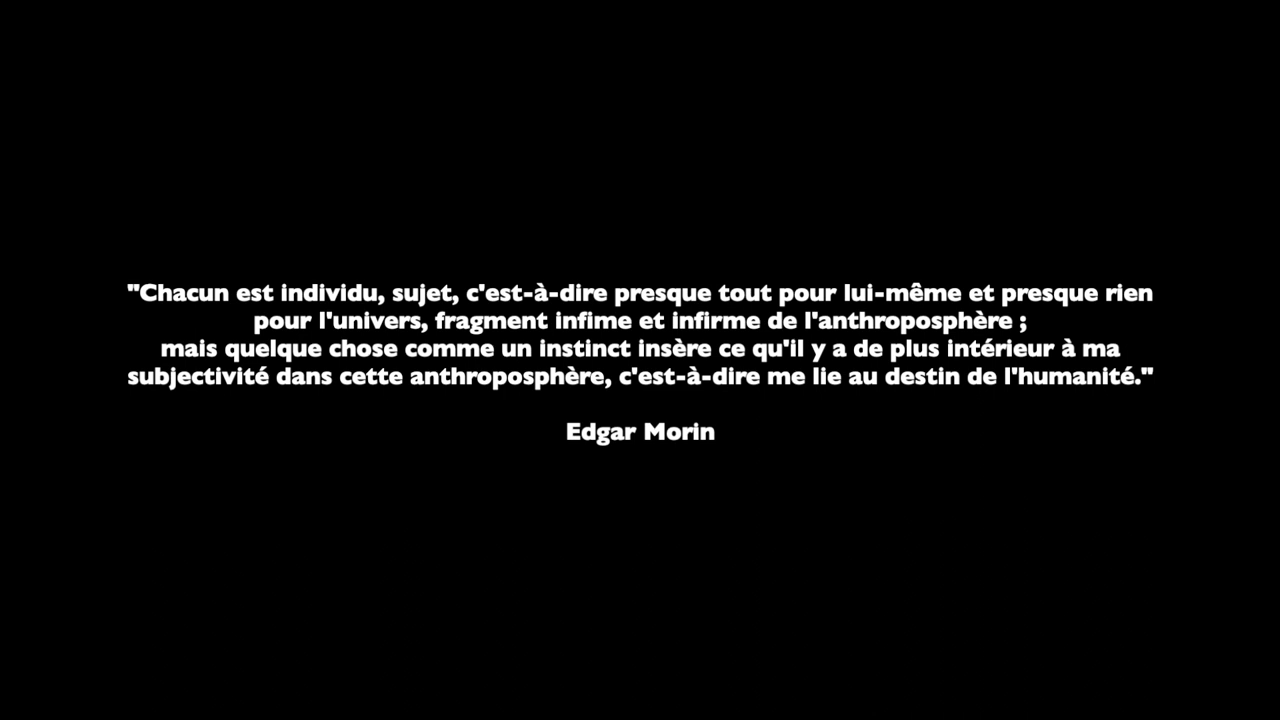 "Chacun est individu, sujet, c'est-à-dire presque tout pour lui-même et presque rien
pour l'univers, fragment infime et infirme de l'anthroposphère ;
mais quelque chose comme un instinct insère ce qu'il y a de plus intérieur à ma
subjectivité dans cette anthroposphère, c'est-à-dire me lie au destin de l'humanité."
Edgar Morin